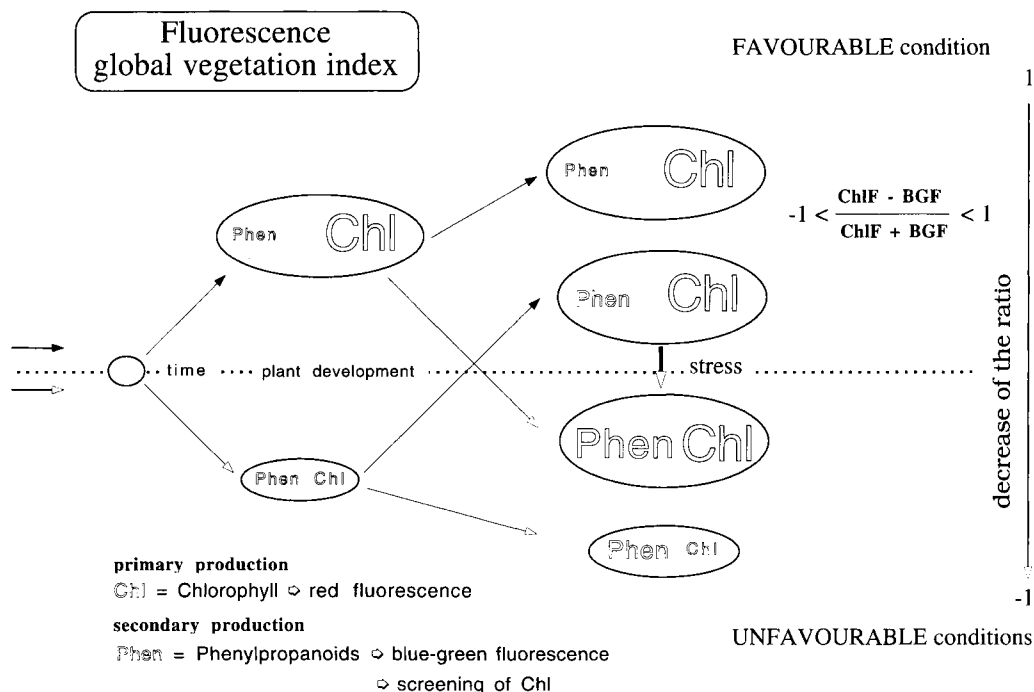 Fluorescence
global vegetation index
FAVOURABLE condition
1
Phen Chl
Phen Chl
-1 < ChlF - BGF / ChlF + BGF < 1
Phen Chl
time plant development
stress
decrease of the ratio
Phen Chl
Phen Chl
Phen Chl
primary production
Chl = Chlorophyll ⇨ red fluorescence
-1
secondary production
UNFAVOURABLE conditions
Phen = Phenylpropanoids ⇨ blue-green fluorescence
⇨ screening of Chl